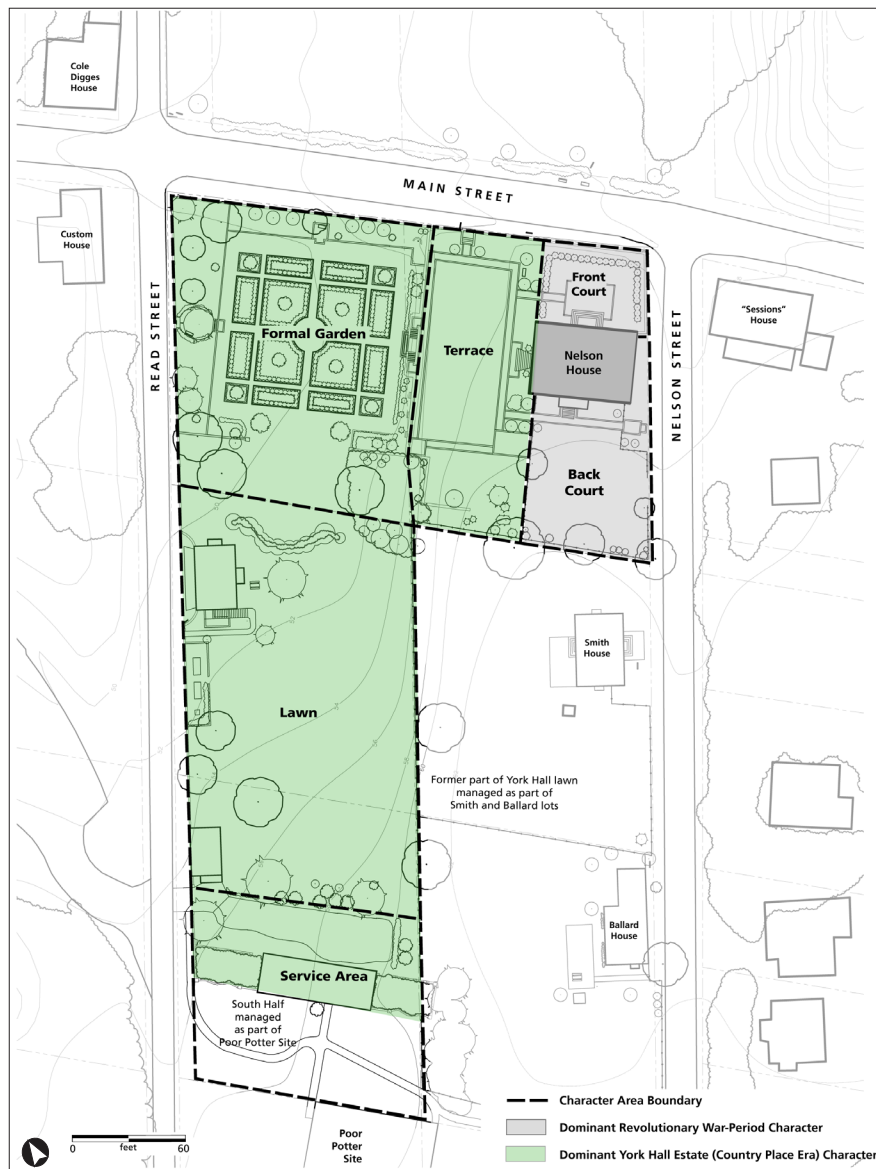 Cole
Digges
House
MAIN STREET
Custom
House
READ STREET
Front
Court
"Sessions"
House
Formal Garden
Terrace
Nelson
House
NELSON STREET
Back
Court
Smith
House
Lawn
Former part of York Hall lawn
managed as part of
Smith and Ballard lots
Ballard
House
Service Area
South Half
managed
as part of
Poor Potter Site
Character Area Boundary
Dominant Revolutionary War-Period Character
Dominant York Hall Estate (Country Place Era) Character
Poor
Potter
Site
0 feet 60